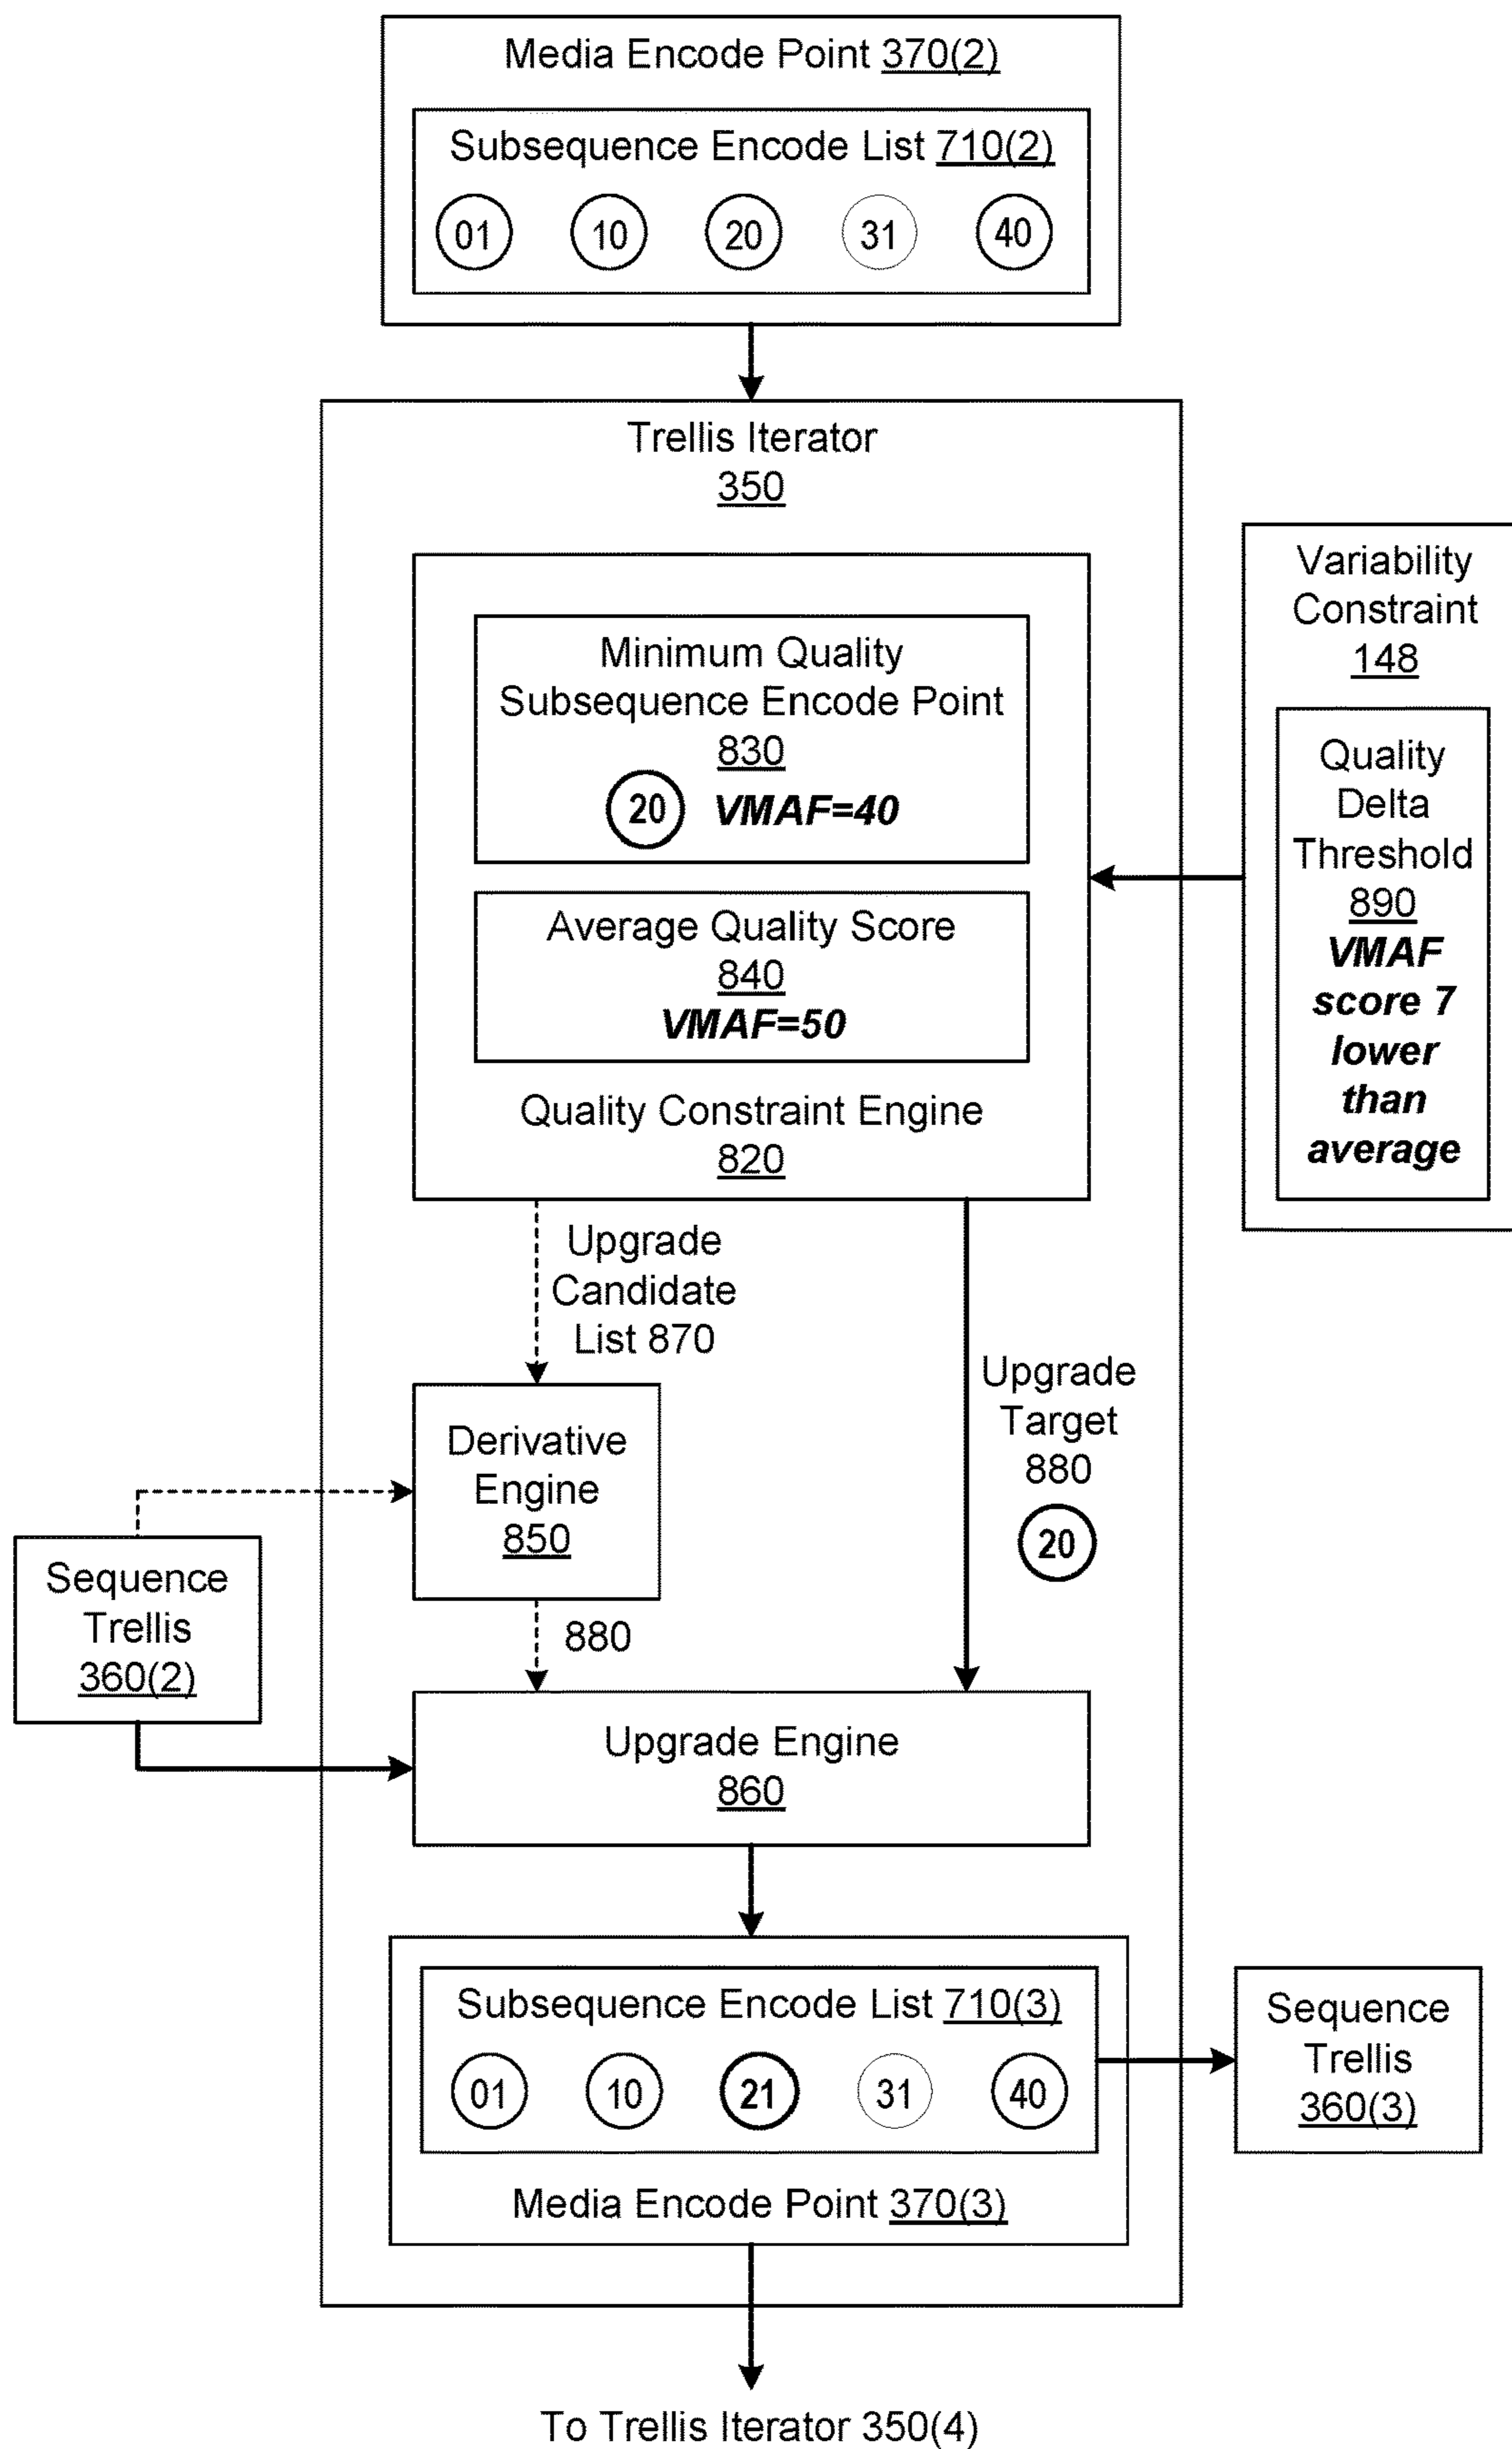 Media Encode Point 370(2)
Subsequence Encode List 710(2)
01 10 20 31 40
Trellis Iterator
350
Minimum Quality
Subsequence Encode Point
830
20 VMAF=40
Average Quality Score
840
VMAF=50
Quality Constraint Engine
820
Variability
Constraint
148
Quality
Delta
Threshold
890
VMAF
score 7
lower
than
average
Upgrade
Candidate
List 870
Upgrade
Target
880
20
Derivative
Engine
850
880
Sequence
Trellis
360(2)
Upgrade Engine
860
Subsequence Encode List 710(3)
01 10 21 31 40
Media Encode Point 370(3)
Sequence
Trellis
360(3)
To Trellis Iterator 350(4)